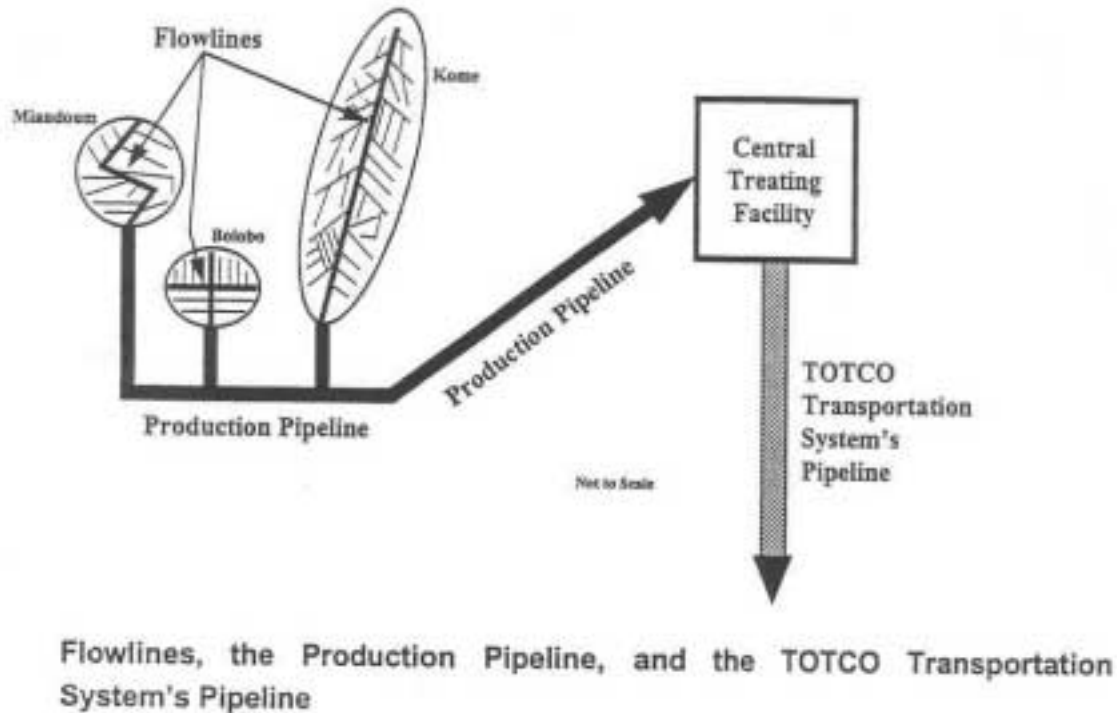 Flowlines
Kome
Miandoum
Bolobo
Central
Treating
Facility
Production Pipeline
Production Pipeline
TOTCO
Transportation
System's
Pipeline
Not to Scale
Flowlines, the Production Pipeline, and the TOTCO Transportation
System's Pipeline